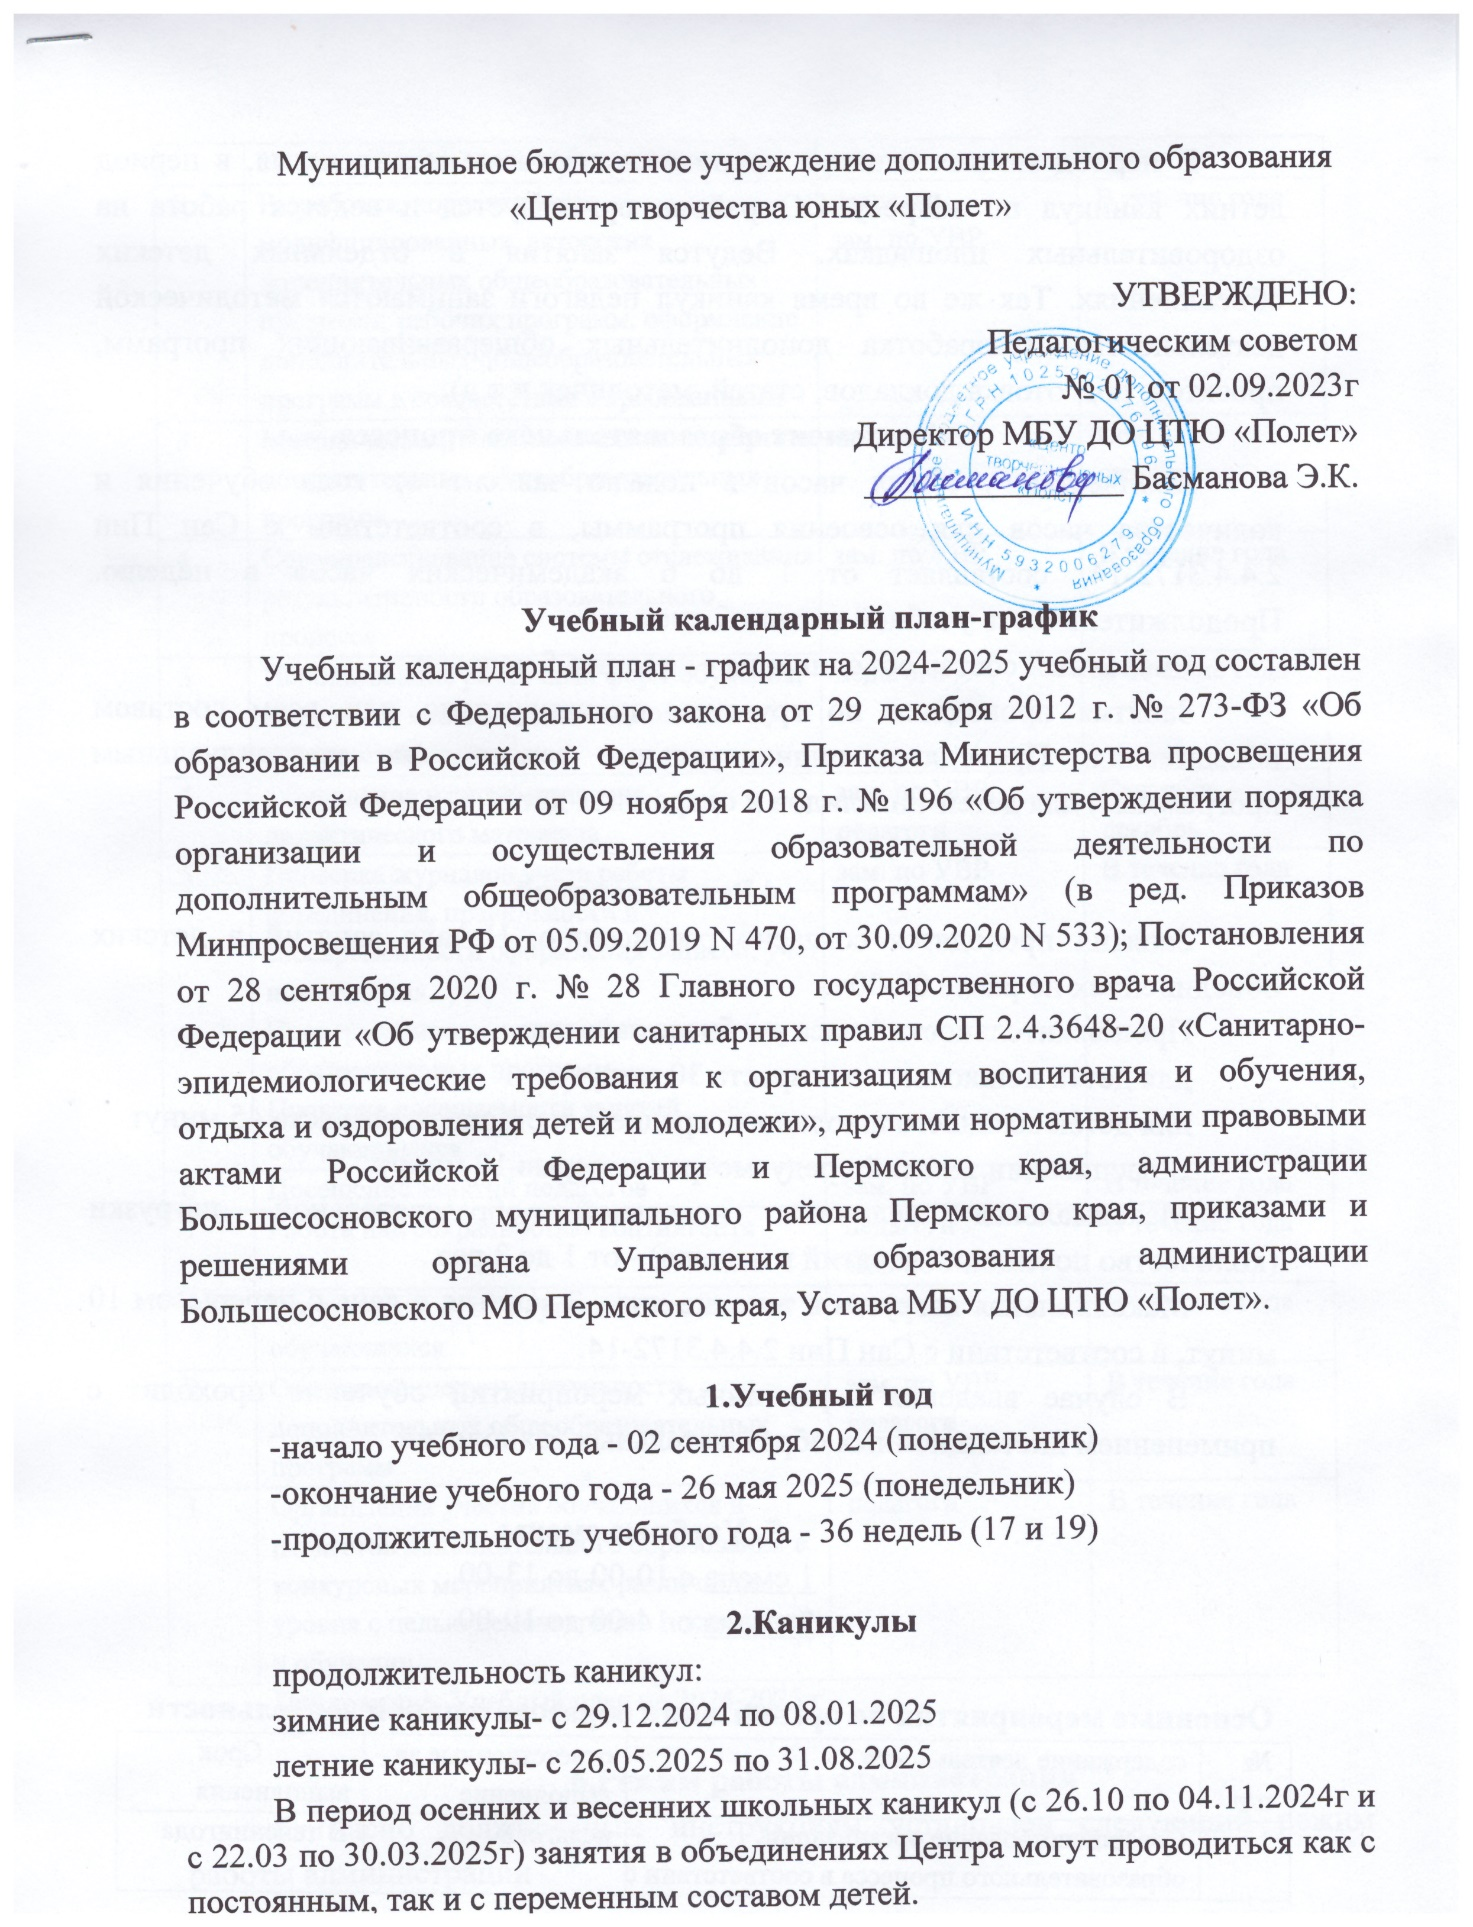 Муниципальное бюджетное учреждение дополнительного образования
«Центр творчества юных «Полет»
УТВЕРЖДЕНО:
Педагогическим советом
№ 01 от 02.09.2023г
Директор МБУ ДО ЦТЮ «Полет»
Басманова Э.К.
Учебный календарный план-график
Учебный календарный план - график на 2024-2025 учебный год составлен
в соответствии с Федерального закона от 29 декабря 2012 г. № 273-ФЗ «Об
образовании в Российской Федерации», Приказа Министерства просвещения
Российской Федерации от 09 ноября 2018 г. № 196 «Об утверждении порядка
организации и осуществления образовательной деятельности по
дополнительным общеобразовательным программам» (в ред. Приказов
Минпросвещения РФ от 05.09.2019 N 470, от 30.09.2020 N 533); Постановления
от 28 сентября 2020 г. № 28 Главного государственного врача Российской
Федерации «Об утверждении санитарных правил СП 2.4.3648-20 «Санитарно-
эпидемиологические требования к организациям воспитания и обучения,
отдыха и оздоровления детей и молодежи», другими нормативными правовыми
актами Российской Федерации и Пермского края, администрации
Большесосновского муниципального района Пермского края, приказами и
решениями органа Управления образования администрации
Большесосновского МО Пермского края, Устава МБУ ДО ЦТЮ «Полет».
1.Учебный год
-начало учебного года - 02 сентября 2024 (понедельник)
-окончание учебного года - 26 мая 2025 (понедельник)
-продолжительность учебного года - 36 недель (17 и 19)
2.Каникулы
продолжительность каникул:
зимние каникулы- с 29.12.2024 по 08.01.2025
летние каникулы- с 26.05.2025 по 31.08.2025
В период осенних и весенних школьных каникул (с 26.10 по 04.11.2024г и
с 22.03 по 30.03.2025г) занятия в объединениях Центра могут проводиться как с
постоянным, так и с переменным составом детей.